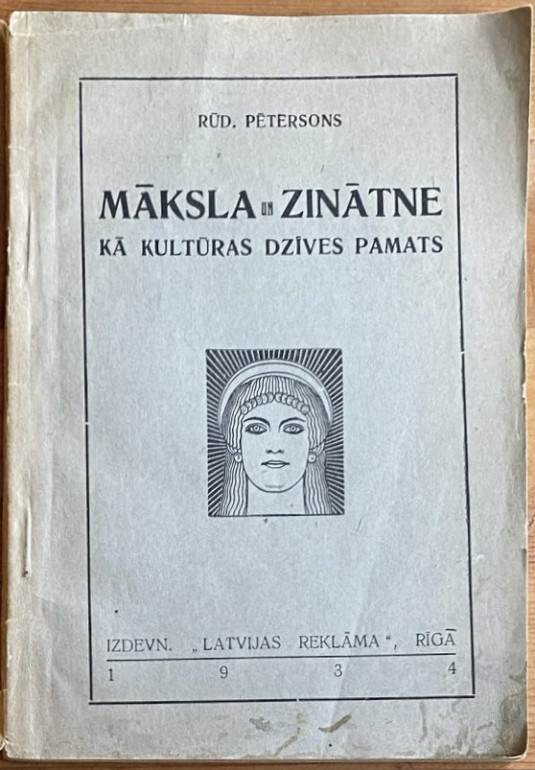 RŪD. PĒTERSONS
MĀKSLA UN ZINĀTNE
KĀ KULTŪRAS DZĪVES PAMATS
IZDEVN. „LATVIJAS REKLĀMA“, RĪGĀ
1 9 3 4